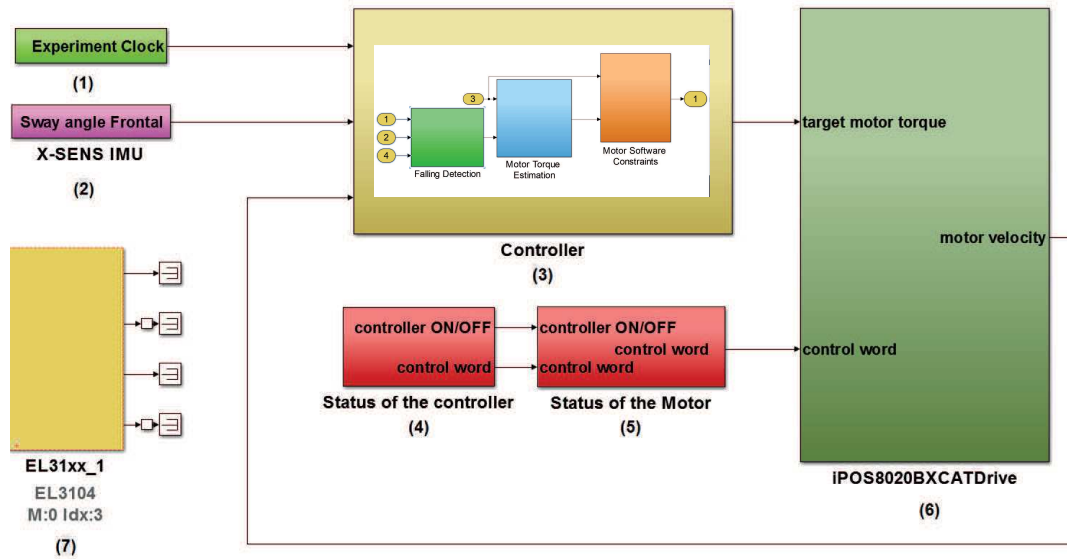 Experiment Clock
(1)
Sway angle Frontal
X-SENS IMU
(2)
1
2
4
3
1
Falling Detection
Motor Torque
Estimation
Motor Software
Constraints
Controller
(3)
target motor torque
motor velocity
control word
iPOS8020BXCATDrive
(6)
controller ON/OFF
control word
Status of the controller
(4)
controller ON/OFF
control word
control word
Status of the Motor
(5)
EL31xx_1
EL3104
M:0 Idx:3
(7)